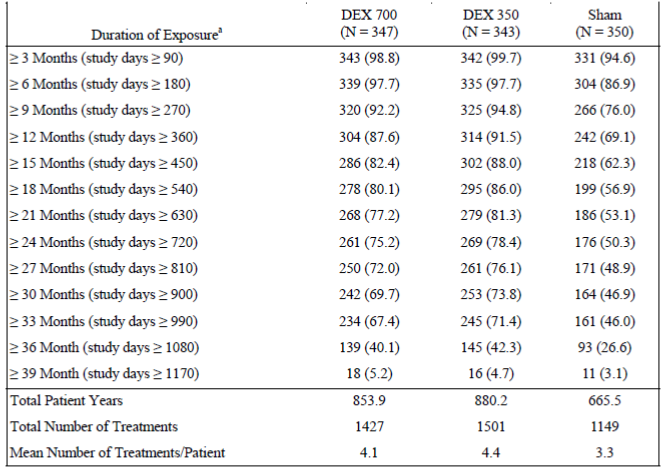 Duration of Exposureª DEX 700 (N = 347) DEX 350 (N = 343) Sham (N = 350)
≥ 3 Months (study days ≥ 90) 343 (98.8) 342 (99.7) 331 (94.6)
≥ 6 Months (study days ≥ 180) 339 (97.7) 335 (97.7) 304 (86.9)
≥ 9 Months (study days ≥ 270) 320 (92.2) 325 (94.8) 266 (76.0)
≥ 12 Months (study days ≥ 360) 304 (87.6) 314 (91.5) 242 (69.1)
≥ 15 Months (study days ≥ 450) 286 (82.4) 302 (88.0) 218 (62.3)
≥ 18 Months (study days ≥ 540) 278 (80.1) 295 (86.0) 199 (56.9)
≥ 21 Months (study days ≥ 630) 268 (77.2) 279 (81.3) 186 (53.1)
≥ 24 Months (study days ≥ 720) 261 (75.2) 269 (78.4) 176 (50.3)
≥ 27 Months (study days ≥ 810) 250 (72.0) 261 (76.1) 171 (48.9)
≥ 30 Months (study days ≥ 900) 242 (69.7) 253 (73.8) 164 (46.9)
≥ 33 Months (study days ≥ 990) 234 (67.4) 245 (71.4) 161 (46.0)
≥ 36 Month (study days ≥ 1080) 139 (40.1) 145 (42.3) 93 (26.6)
≥ 39 Month (study days ≥ 1170) 18 (5.2) 16 (4.7) 11 (3.1)
Total Patient Years 853.9 880.2 665.5
Total Number of Treatments 1427 1501 1149
Mean Number of Treatments/Patient 4.1 4.4 3.3